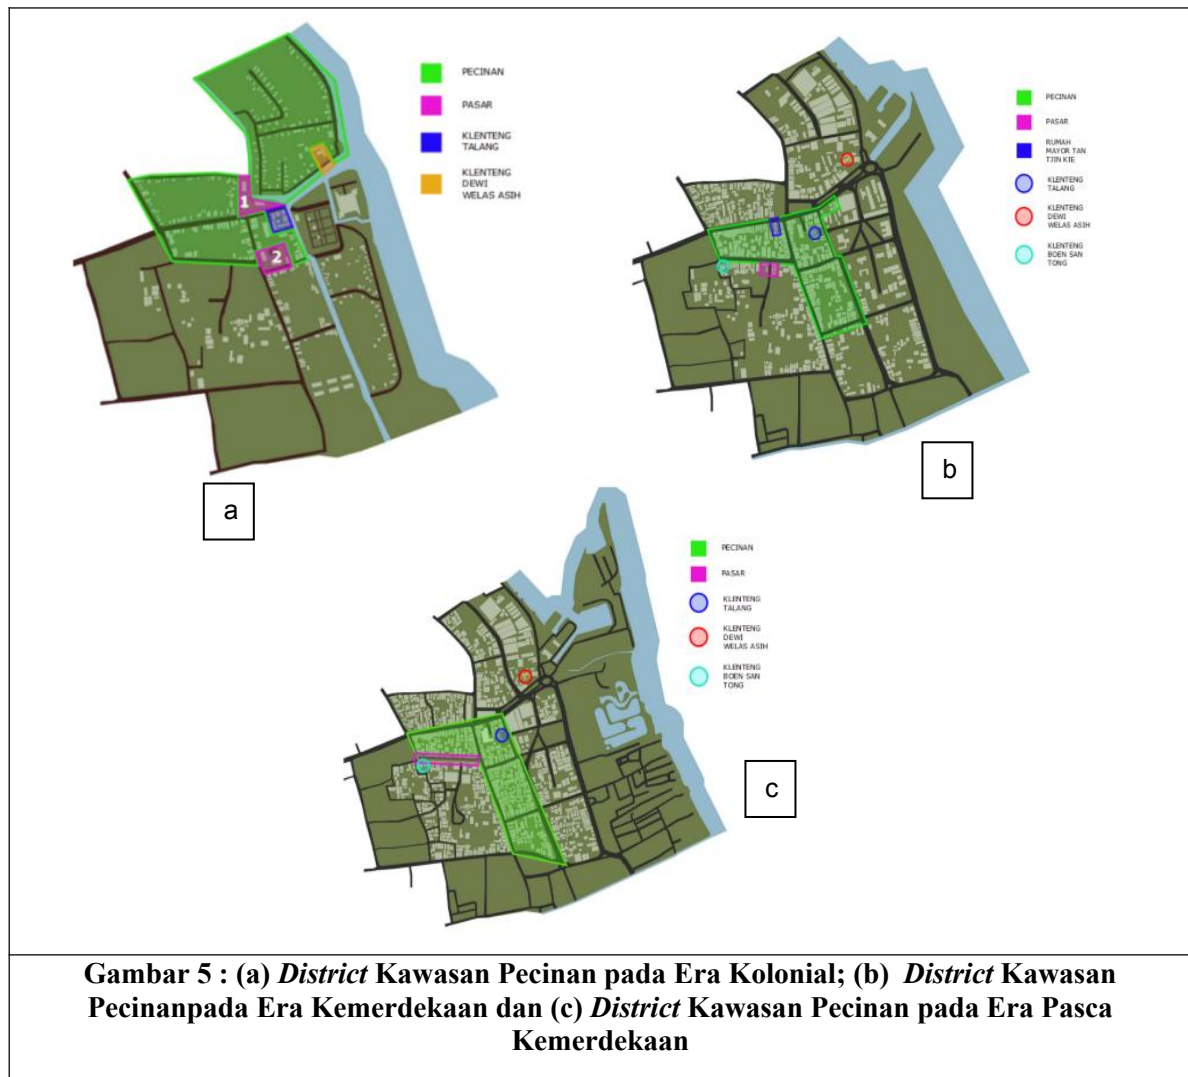 PECINAN
PASAR
KLENTENG
TALANG
KLENTENG
DEWI
WELAS ASIH
1
2
a
PECINAN
PASAR
RUMAH
MAYOR TAN
TJIN KIE
KLENTENG
TALANG
KLENTENG
DEWI
WELAS ASIH
KLENTENG
BOEN SAN
TONG
b
PECINAN
PASAR
KLENTENG
TALANG
KLENTENG
DEWI
WELAS ASIH
KLENTENG
BOEN SAN
TONG
c
Gambar 5 : (a) District Kawasan Pecinan pada Era Kolonial; (b) District Kawasan
Pecinanpada Era Kemerdekaan dan (c) District Kawasan Pecinan pada Era Pasca
Kemerdekaan